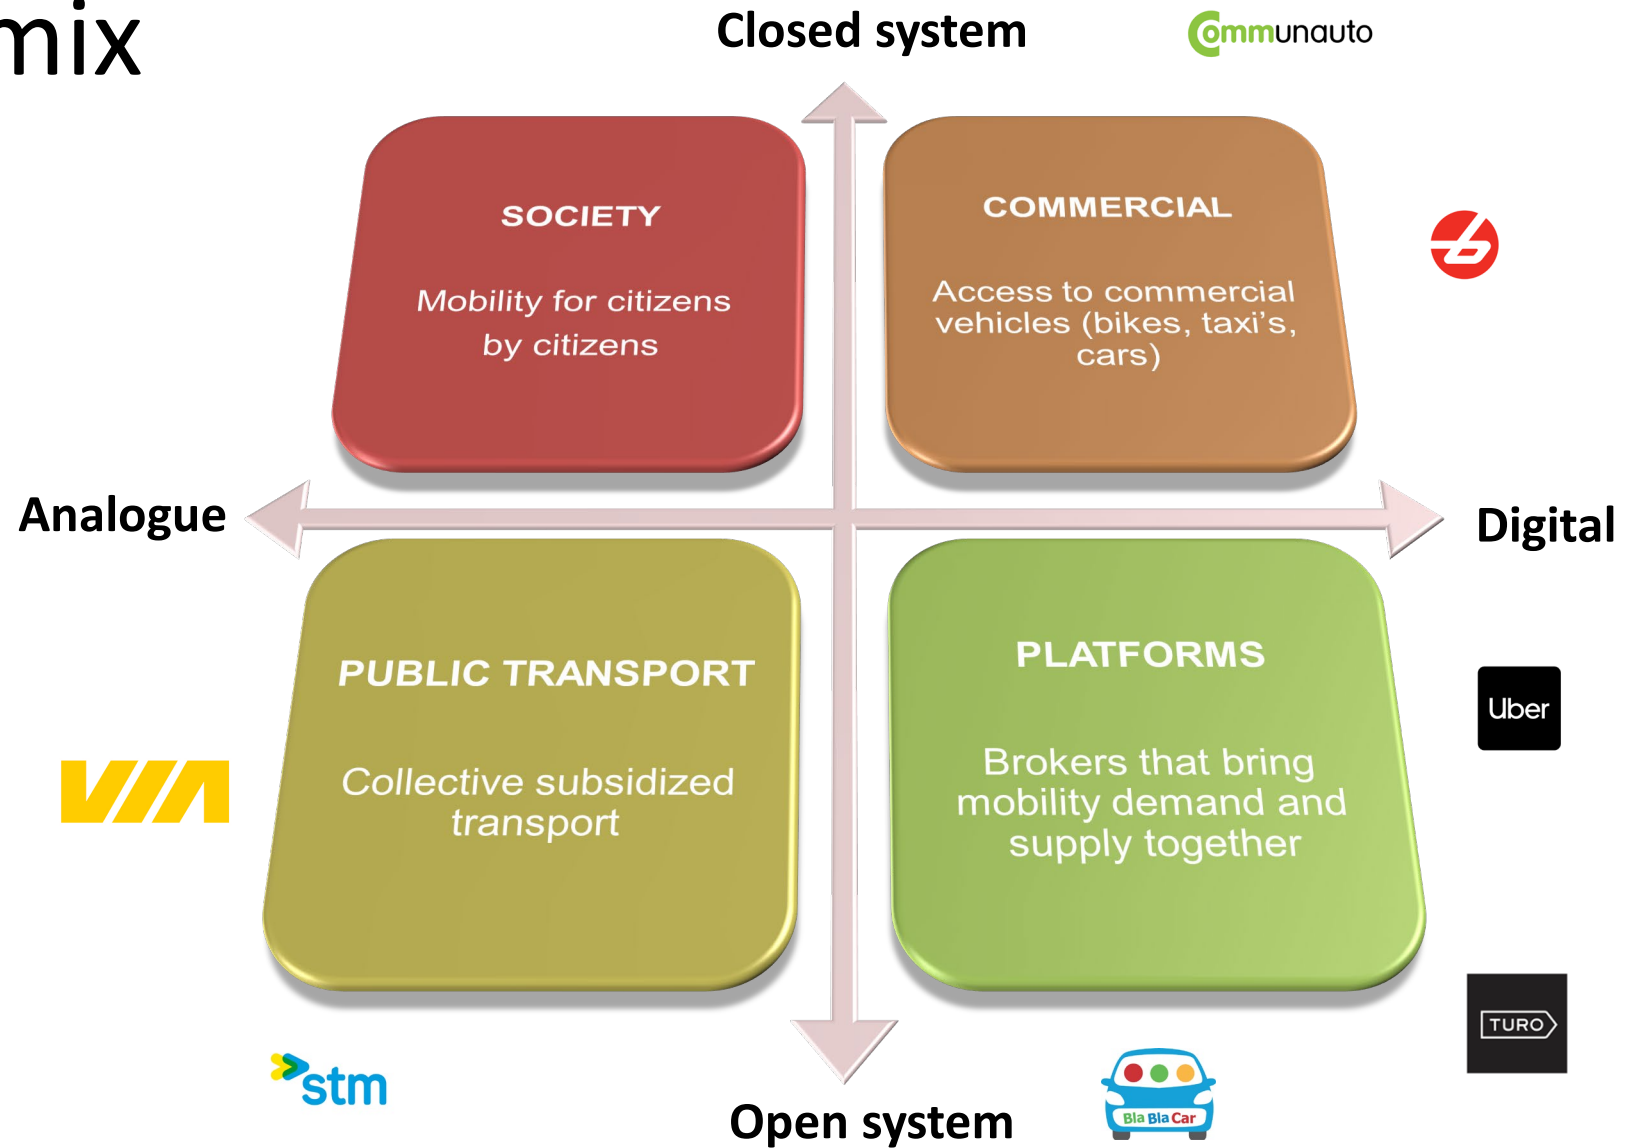 mix
Closed system
Communauto
SOCIETY
Mobility for citizens
by citizens
COMMERCIAL
Access to commercial
vehicles (bikes, taxi's,
cars)
Analogue
Digital
PUBLIC TRANSPORT
Collective subsidized
transport
PLATFORMS
Brokers that bring
mobility demand and
supply together
VIA
Uber
TURO
stm
Bla Bla Car
Open system